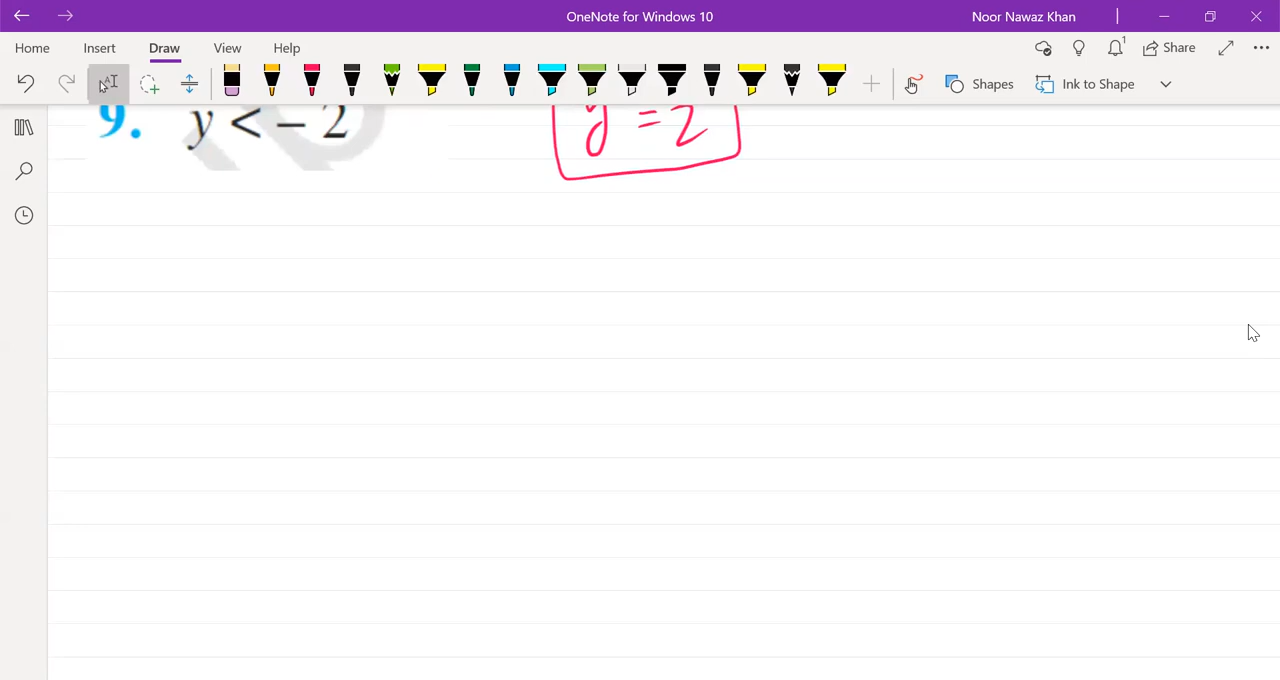 OneNote for Windows 10
Noor Nawaz Khan
Home Insert Draw View Help
1 Share
Shapes Ink to Shape
9. y < – 2
y = 2